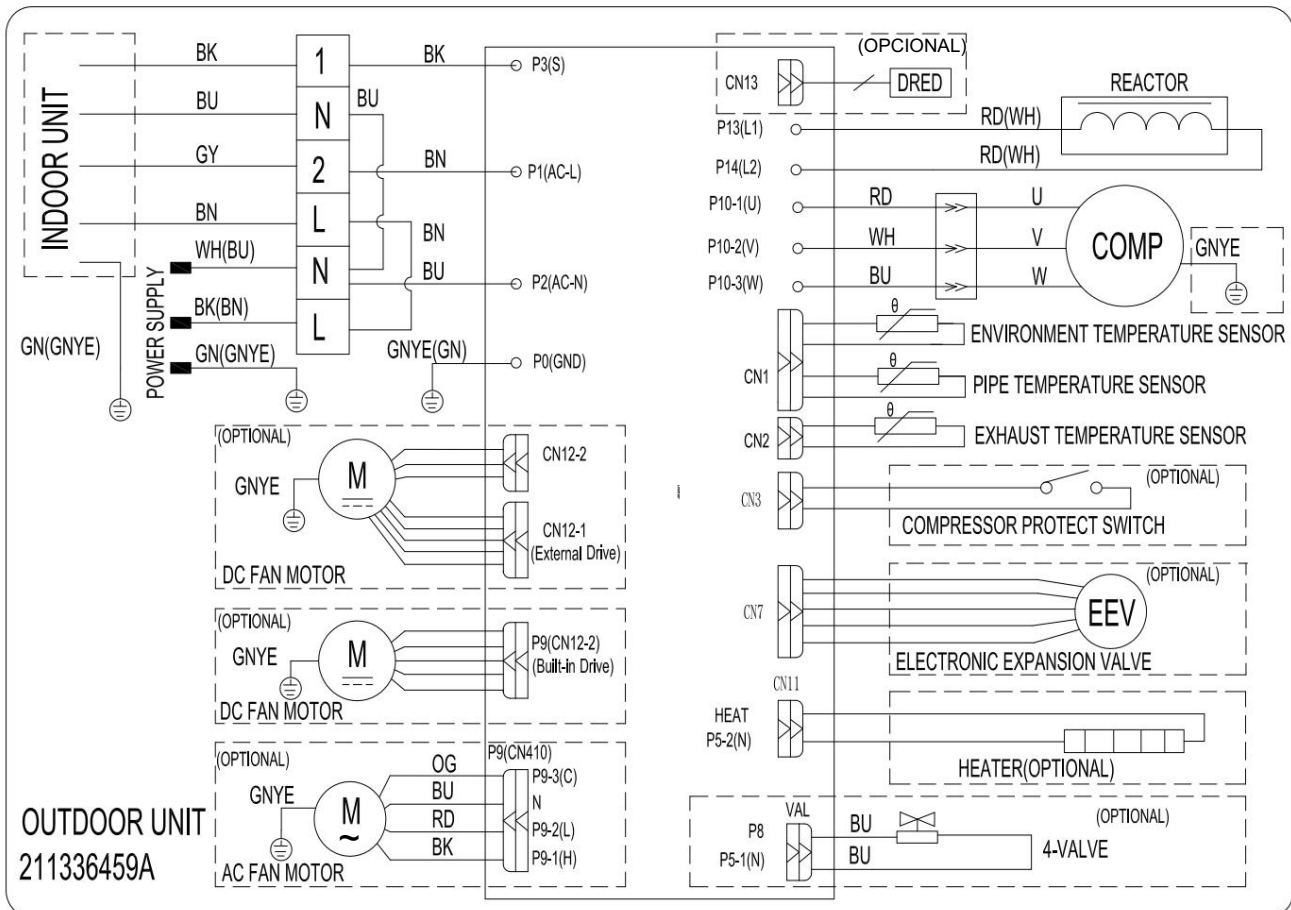 INDOOR UNIT
BK
BU
GY
BN
GN(GNYE)
POWER SUPPLY
WH(BU)
BK(BN)
GN(GNYE)
1
N
2
L
N
L
BK
BU
BN
BN
BU
GNYE(GN)
P3(S)
P1(AC-L)
P2(AC-N)
P0(GND)
(OPTIONAL)
GNYE
M
CN12-2
CN12-1
(External Drive)
DC FAN MOTOR
(OPTIONAL)
GNYE
M
P9(CN12-2)
(Built-in Drive)
DC FAN MOTOR
(OPTIONAL)
GNYE
M
~
OG
BU
RD
BK
P9(CN410)
P9-3(C)
N
P9-2(L)
P9-1(H)
AC FAN MOTOR
OUTDOOR UNIT
211336459A
(OPCIONAL)
CN13
DRED
REACTOR
P13(L1)
RD(WH)
P14(L2)
RD(WH)
P10-1(U)
RD
U
P10-2(V)
WH
V
P10-3(W)
BU
W
COMP
GNYE
CN1
θ
ENVIRONMENT TEMPERATURE SENSOR
θ
PIPE TEMPERATURE SENSOR
CN2
θ
EXHAUST TEMPERATURE SENSOR
CN3
(OPTIONAL)
COMPRESSOR PROTECT SWITCH
CN7
(OPTIONAL)
EEV
ELECTRONIC EXPANSION VALVE
CN11
HEAT
P5-2(N)
HEATER(OPTIONAL)
VAL
P8
P5-1(N)
BU
BU
(OPTIONAL)
4-VALVE